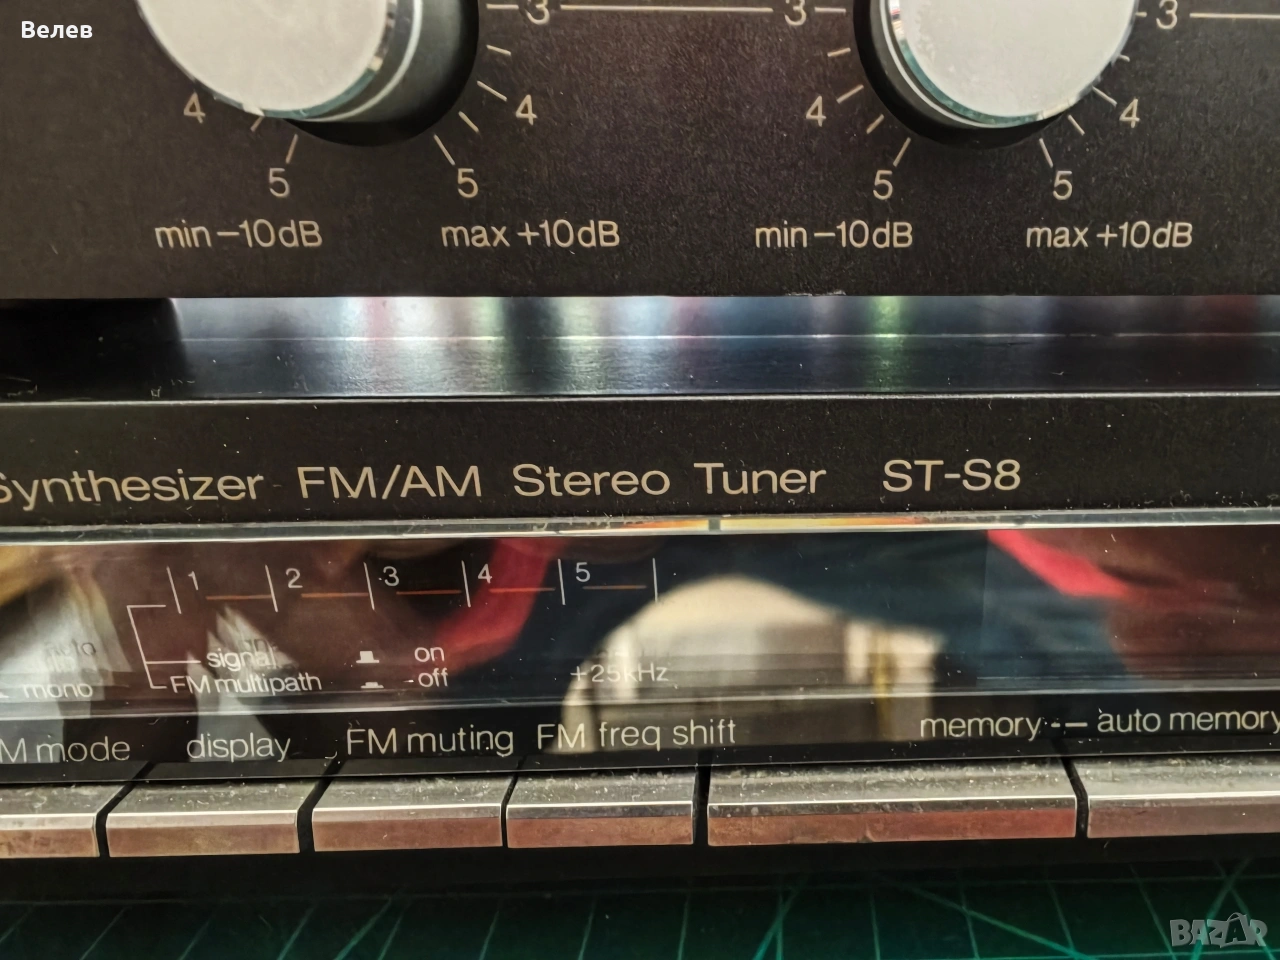 Велев
3 3 3
4 4 4 4
5 5 5 5
min -10dB max +10dB min -10dB max +10dB
Synthesizer FM/AM Stereo Tuner ST-S8
1 2 3 4 5
auto signal on
mono FM multipath off +25kHz
M mode display FM muting FM freq shift memory -- auto memory
BAZAR